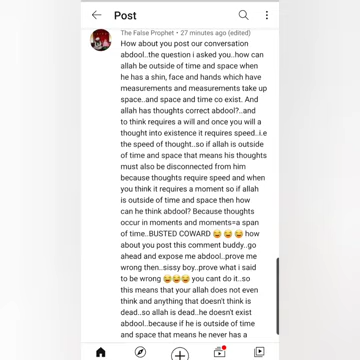 Post
The False Prophet • 27 minutes ago (edited)
How about you post our conversation
abdool..the question i asked you..how can
allah be outside of time and space when
he has a shin, face and hands which have
measurements and measurements take up
space..and space and time co exist. And
allah has thoughts correct abdool?..and
to think requires a will and once you will a
thought into existence it requires speed..i.e
the speed of thought..so if allah is outside
of time and space that means his thoughts
must also be disconnected from him
because thoughts require speed and when
you think it requires a moment so if allah
is outside of time and space then how
can he think abdool? Because thoughts
occur in moments and moments=a span
of time..BUSTED COWARD 😂 😂 😂 how
about you post this comment buddy..go
ahead and expose me abdool..prove me
wrong then..sissy boy..prove what i said
to be wrong 😂😂😂 you cant do it..so
this means that your allah does not even
think and anything that doesn't think is
dead..so allah is dead..he doesn't exist
abdool..because if he is outside of time
and space that means he never has a